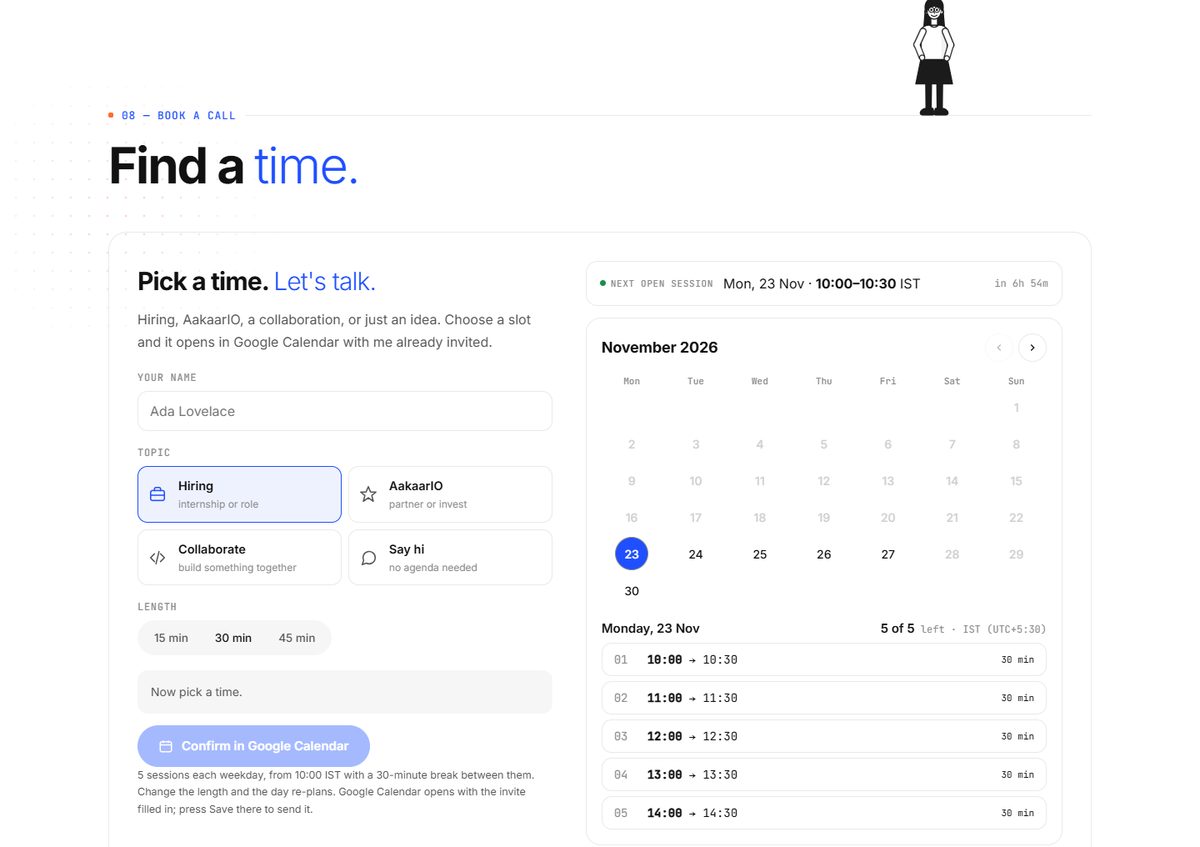 08 — BOOK A CALL
Find a time.
Pick a time. Let's talk.
Hiring, AakaarIO, a collaboration, or just an idea. Choose a slot
and it opens in Google Calendar with me already invited.
YOUR NAME
Ada Lovelace
TOPIC
Hiring
internship or role
AakaarIO
partner or invest
Collaborate
build something together
Say hi
no agenda needed
LENGTH
15 min 30 min 45 min
Now pick a time.
Confirm in Google Calendar
5 sessions each weekday, from 10:00 IST with a 30-minute break between them.
Change the length and the day re-plans. Google Calendar opens with the invite
filled in; press Save there to send it.
NEXT OPEN SESSION Mon, 23 Nov · 10:00–10:30 IST in 6h 54m
November 2026 ‹ ›
Mon Tue Wed Thu Fri Sat Sun
1
2 3 4 5 6 7 8
9 10 11 12 13 14 15
16 17 18 19 20 21 22
23 24 25 26 27 28 29
30
Monday, 23 Nov 5 of 5 left · IST (UTC+5:30)
01 10:00 → 10:30 30 min
02 11:00 → 11:30 30 min
03 12:00 → 12:30 30 min
04 13:00 → 13:30 30 min
05 14:00 → 14:30 30 min